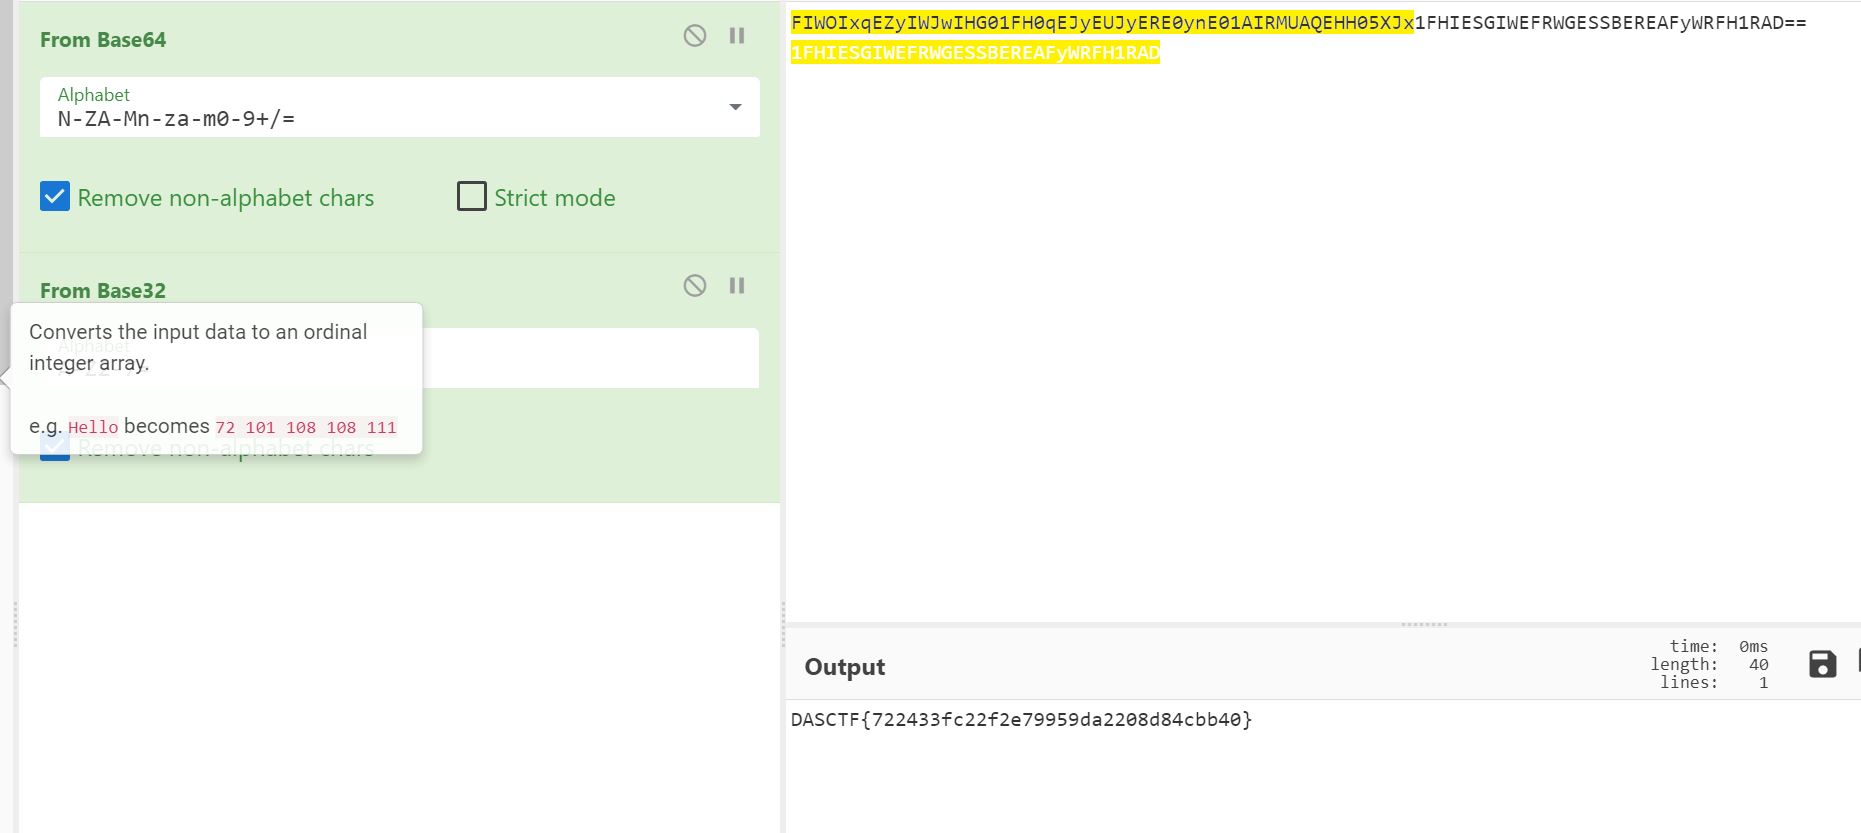 From Base64
Alphabet
N-ZA-Mn-za-m0-9+/=
Remove non-alphabet chars
Strict mode
From Base32
Alphabet
Converts the input data to an ordinal
integer array.
e.g. Hello becomes 72 101 108 108 111
Remove non-alphabet chars
FIWOIxqEZyIWJwIHG01FH0qEJyEUJyERE0ynE01AIRMUAQEHH05XJx1FHIESGIWEFRWGESSBEREAFyWRFH1RAD==
1FHIESGIWEFRWGESSBEREAFyWRFH1RAD
Output
time: 0ms
length: 40
lines: 1
DASCTF{722433fc22f2e79959da2208d84cbb40}